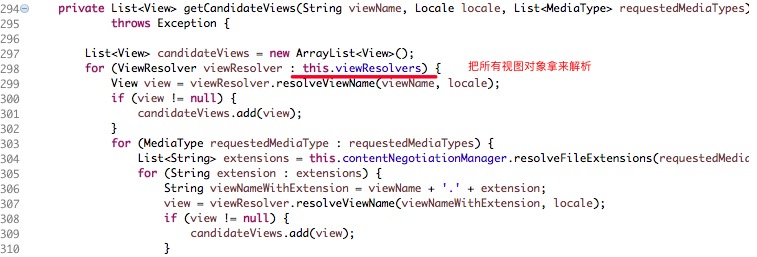 294 private List<View> getCandidateViews(String viewName, Locale locale, List<MediaType> requestedMediaTypes)
295 throws Exception {
296
297 List<View> candidateViews = new ArrayList<View>();
298 for (ViewResolver viewResolver : this.viewResolvers) { 把所有视图对象拿来解析
299 View view = viewResolver.resolveViewName(viewName, locale);
300 if (view != null) {
301 candidateViews.add(view);
302 }
303 for (MediaType requestedMediaType : requestedMediaTypes) {
304 List<String> extensions = this.contentNegotiationManager.resolveFileExtensions(requestedMedia
305 for (String extension : extensions) {
306 String viewNameWithExtension = viewName + '.' + extension;
307 view = viewResolver.resolveViewName(viewNameWithExtension, locale);
308 if (view != null) {
309 candidateViews.add(view);
310 }